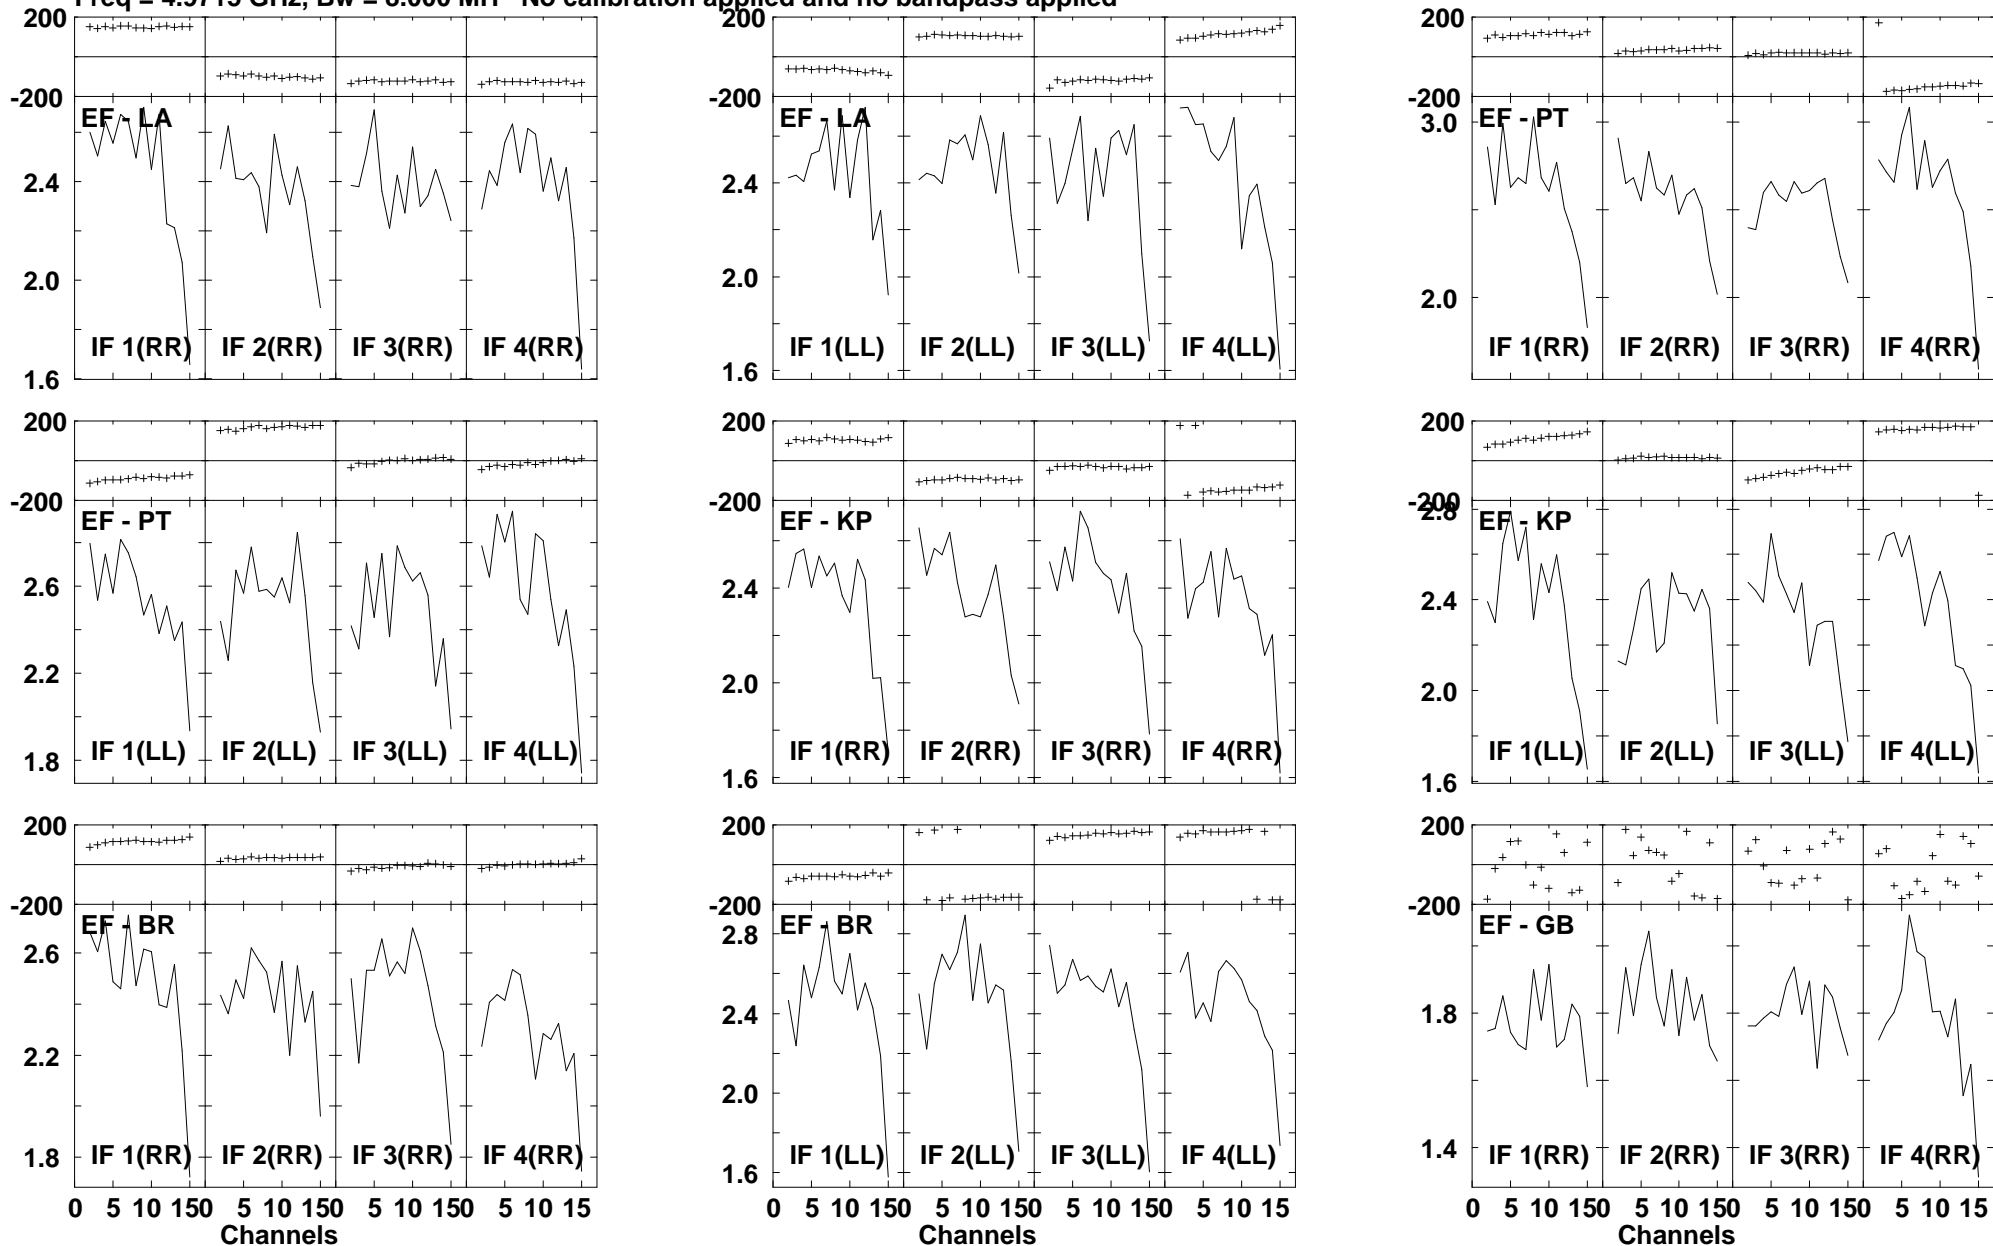 Freq = 4.9715 GHz, Bw = 8.000 MH No calibration applied and no bandpass applied
200 200 200
-200 -200 -200
EF - LA EF - LA EF - PT
3.0
2.4 2.4
2.0 2.0 2.0
IF 1(RR) IF 2(RR) IF 3(RR) IF 4(RR) IF 1(LL) IF 2(LL) IF 3(LL) IF 4(LL) IF 1(RR) IF 2(RR) IF 3(RR) IF 4(RR)
1.6 1.6
200 200 200
-200 -200 -200
EF - PT EF - KP 2.8 EF - KP
2.6 2.4 2.4
2.2 2.0 2.0
IF 1(LL) IF 2(LL) IF 3(LL) IF 4(LL) IF 1(RR) IF 2(RR) IF 3(RR) IF 4(RR) IF 1(LL) IF 2(LL) IF 3(LL) IF 4(LL)
1.8 1.6 1.6
200 200 200
-200 -200 -200
EF - BR EF - BR EF - GB
2.6 2.8
2.2 2.4 1.8
2.0
IF 1(RR) IF 2(RR) IF 3(RR) IF 4(RR) IF 1(LL) IF 2(LL) IF 3(LL) IF 4(LL) IF 1(RR) IF 2(RR) IF 3(RR) IF 4(RR)
1.8 1.6 1.4
0 5 10 150 5 10 150 5 10 150 5 10 15 0 5 10 150 5 10 150 5 10 150 5 10 15 0 5 10 150 5 10 150 5 10 150 5 10 15
Channels Channels Channels